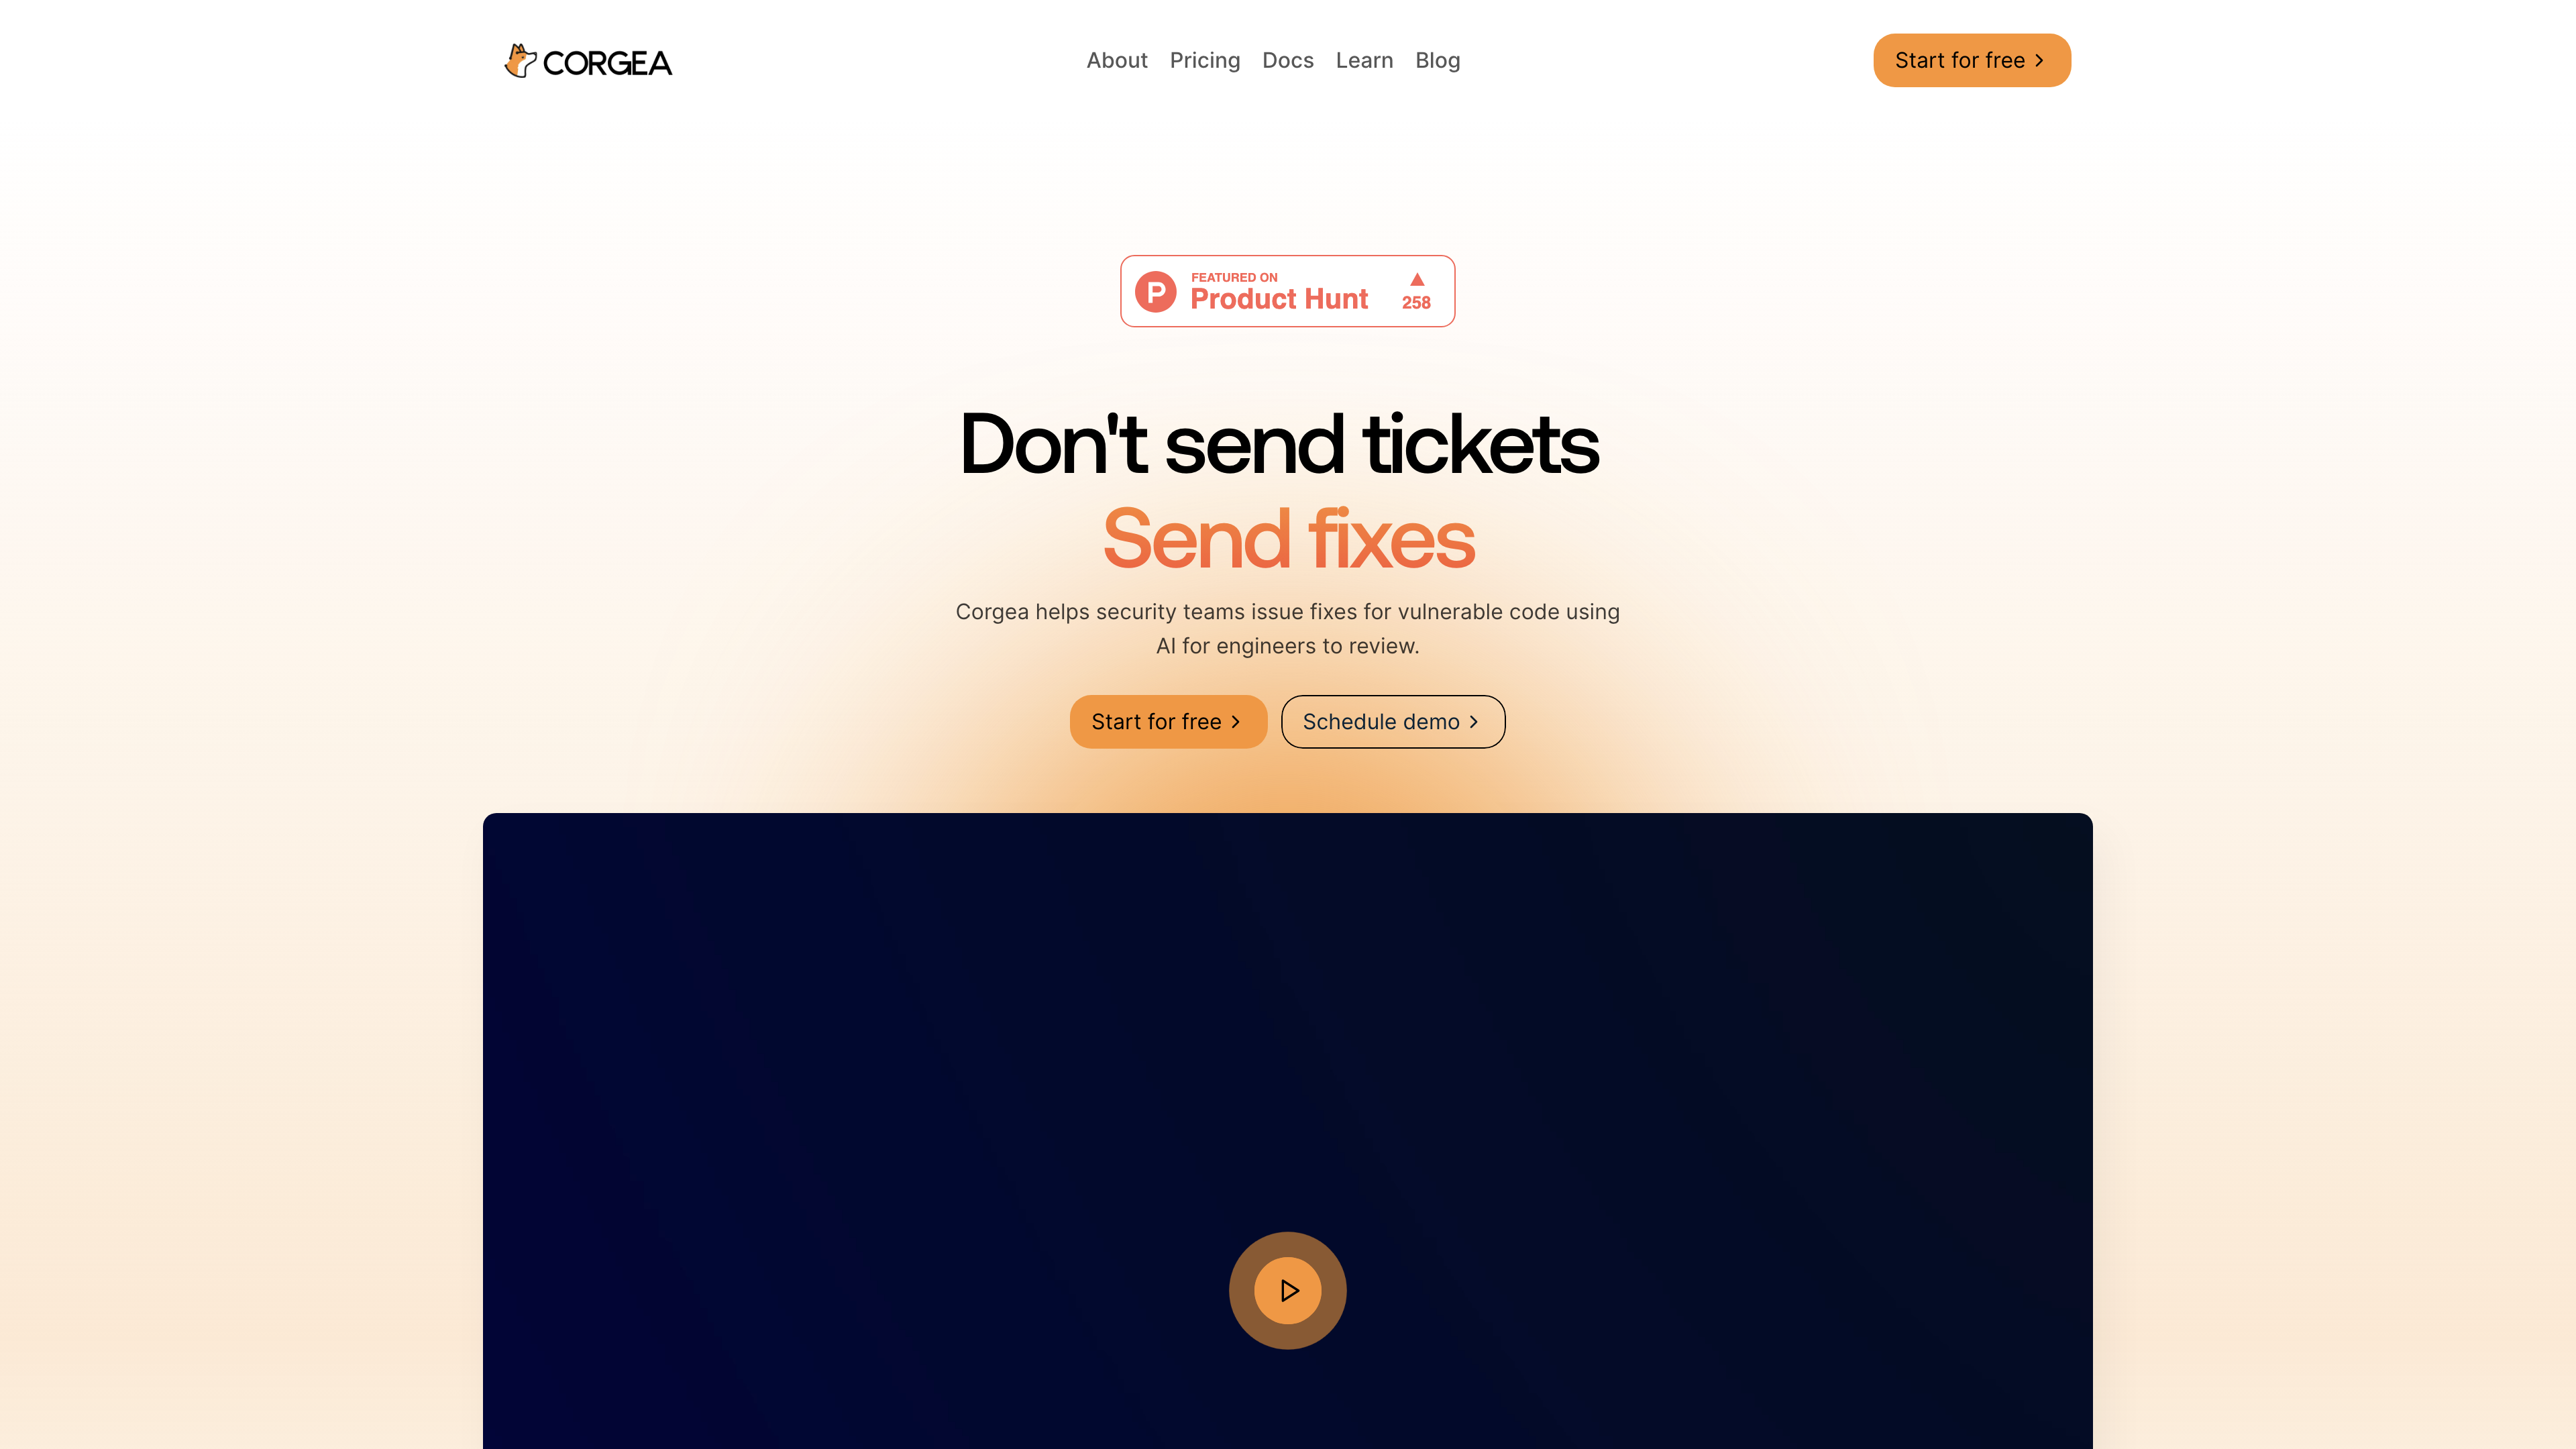 CORGEA
About
Pricing
Docs
Learn
Blog
Start for free
FEATURED ON
Product Hunt
258
Don't send tickets
Send fixes
Corgea helps security teams issue fixes for vulnerable code using
AI for engineers to review.
Start for free
Schedule demo